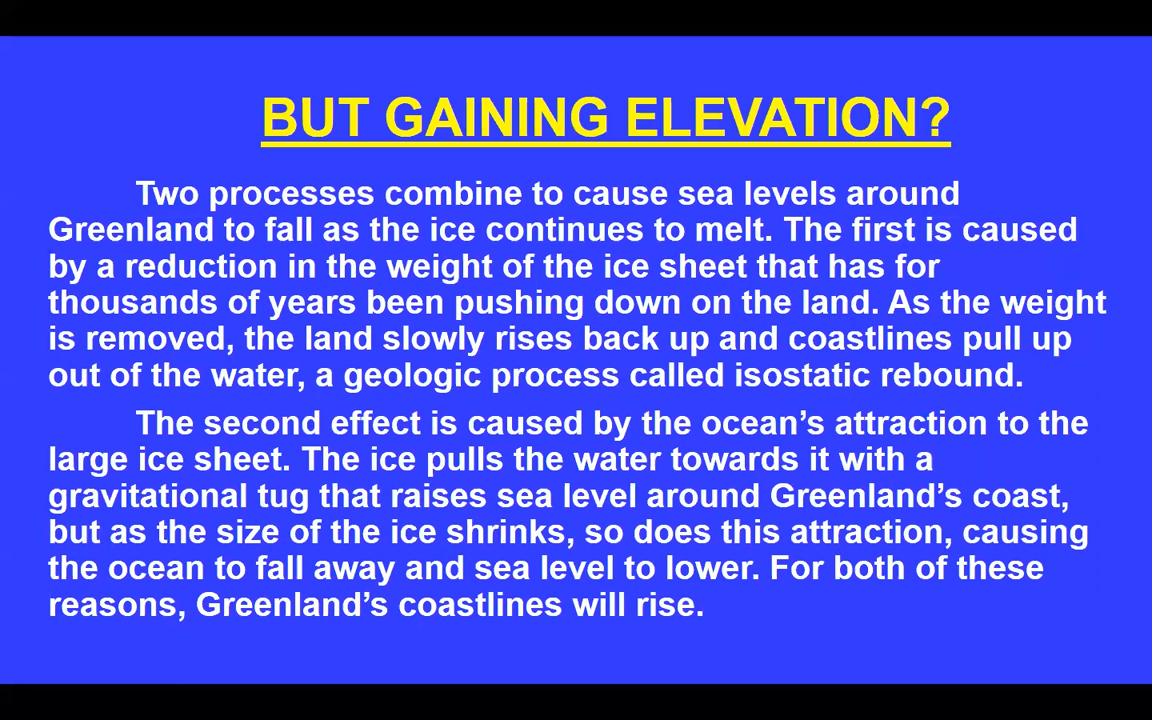 BUT GAINING ELEVATION?
Two processes combine to cause sea levels around
Greenland to fall as the ice continues to melt. The first is caused
by a reduction in the weight of the ice sheet that has for
thousands of years been pushing down on the land. As the weight
is removed, the land slowly rises back up and coastlines pull up
out of the water, a geologic process called isostatic rebound.
The second effect is caused by the ocean’s attraction to the
large ice sheet. The ice pulls the water towards it with a
gravitational tug that raises sea level around Greenland’s coast,
but as the size of the ice shrinks, so does this attraction, causing
the ocean to fall away and sea level to lower. For both of these
reasons, Greenland’s coastlines will rise.